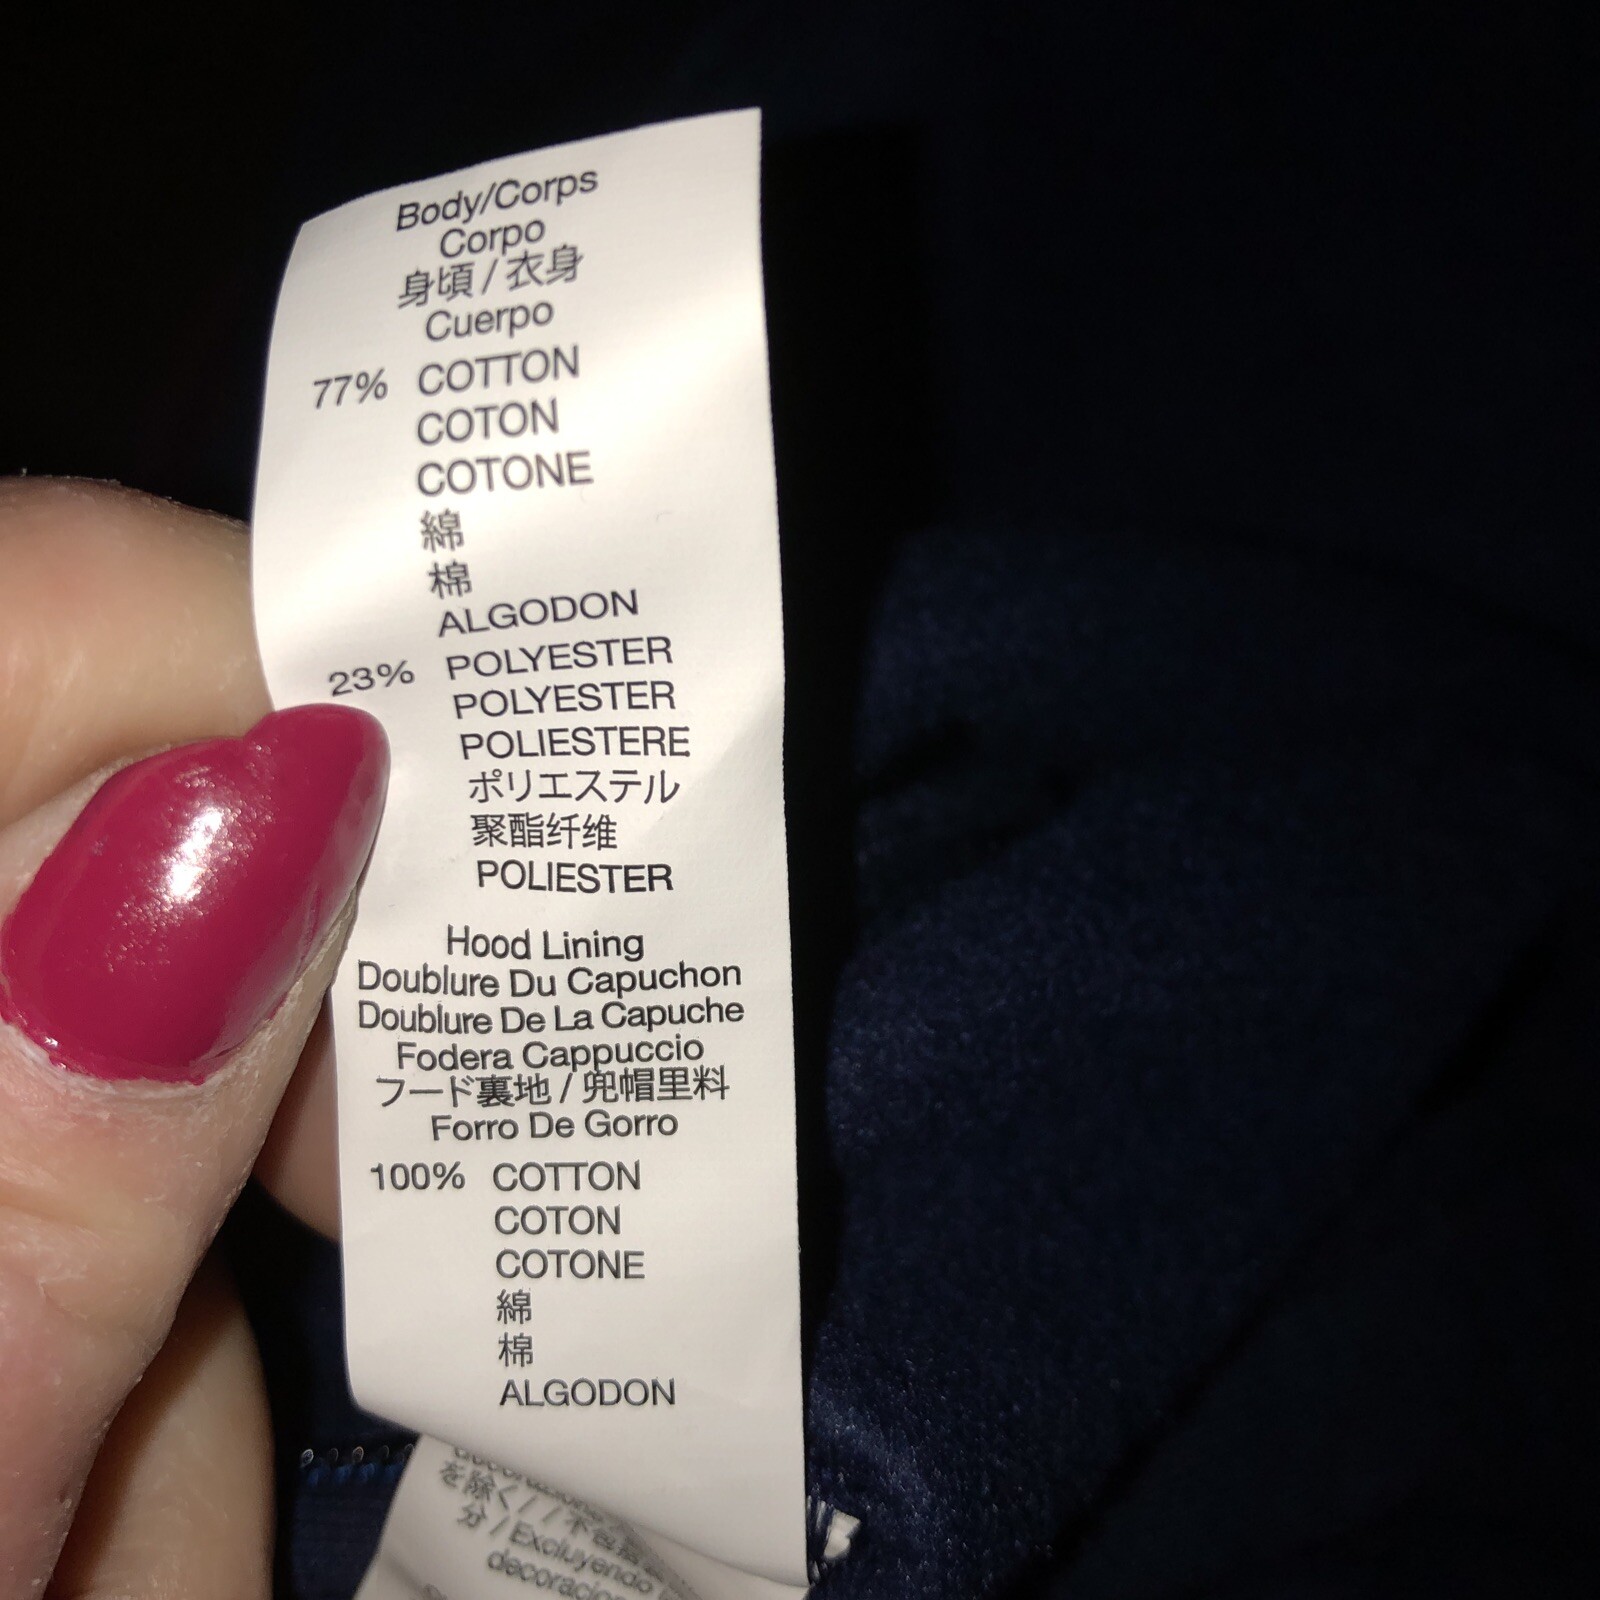 Body/Corps
Corpo
身頃 / 衣身
Cuerpo
77% COTTON
COTON
COTONE
綿
棉
ALGODON
23% POLYESTER
POLYESTER
POLIESTERE
ポリエステル
聚酯纤维
POLIESTER
Hood Lining
Doublure Du Capuchon
Doublure De La Capuche
Fodera Cappuccio
フード裏地 / 兜帽里料
Forro De Gorro
100% COTTON
COTON
COTONE
綿
棉
ALGODON
を除く / / 不包
分 / Excluyendo